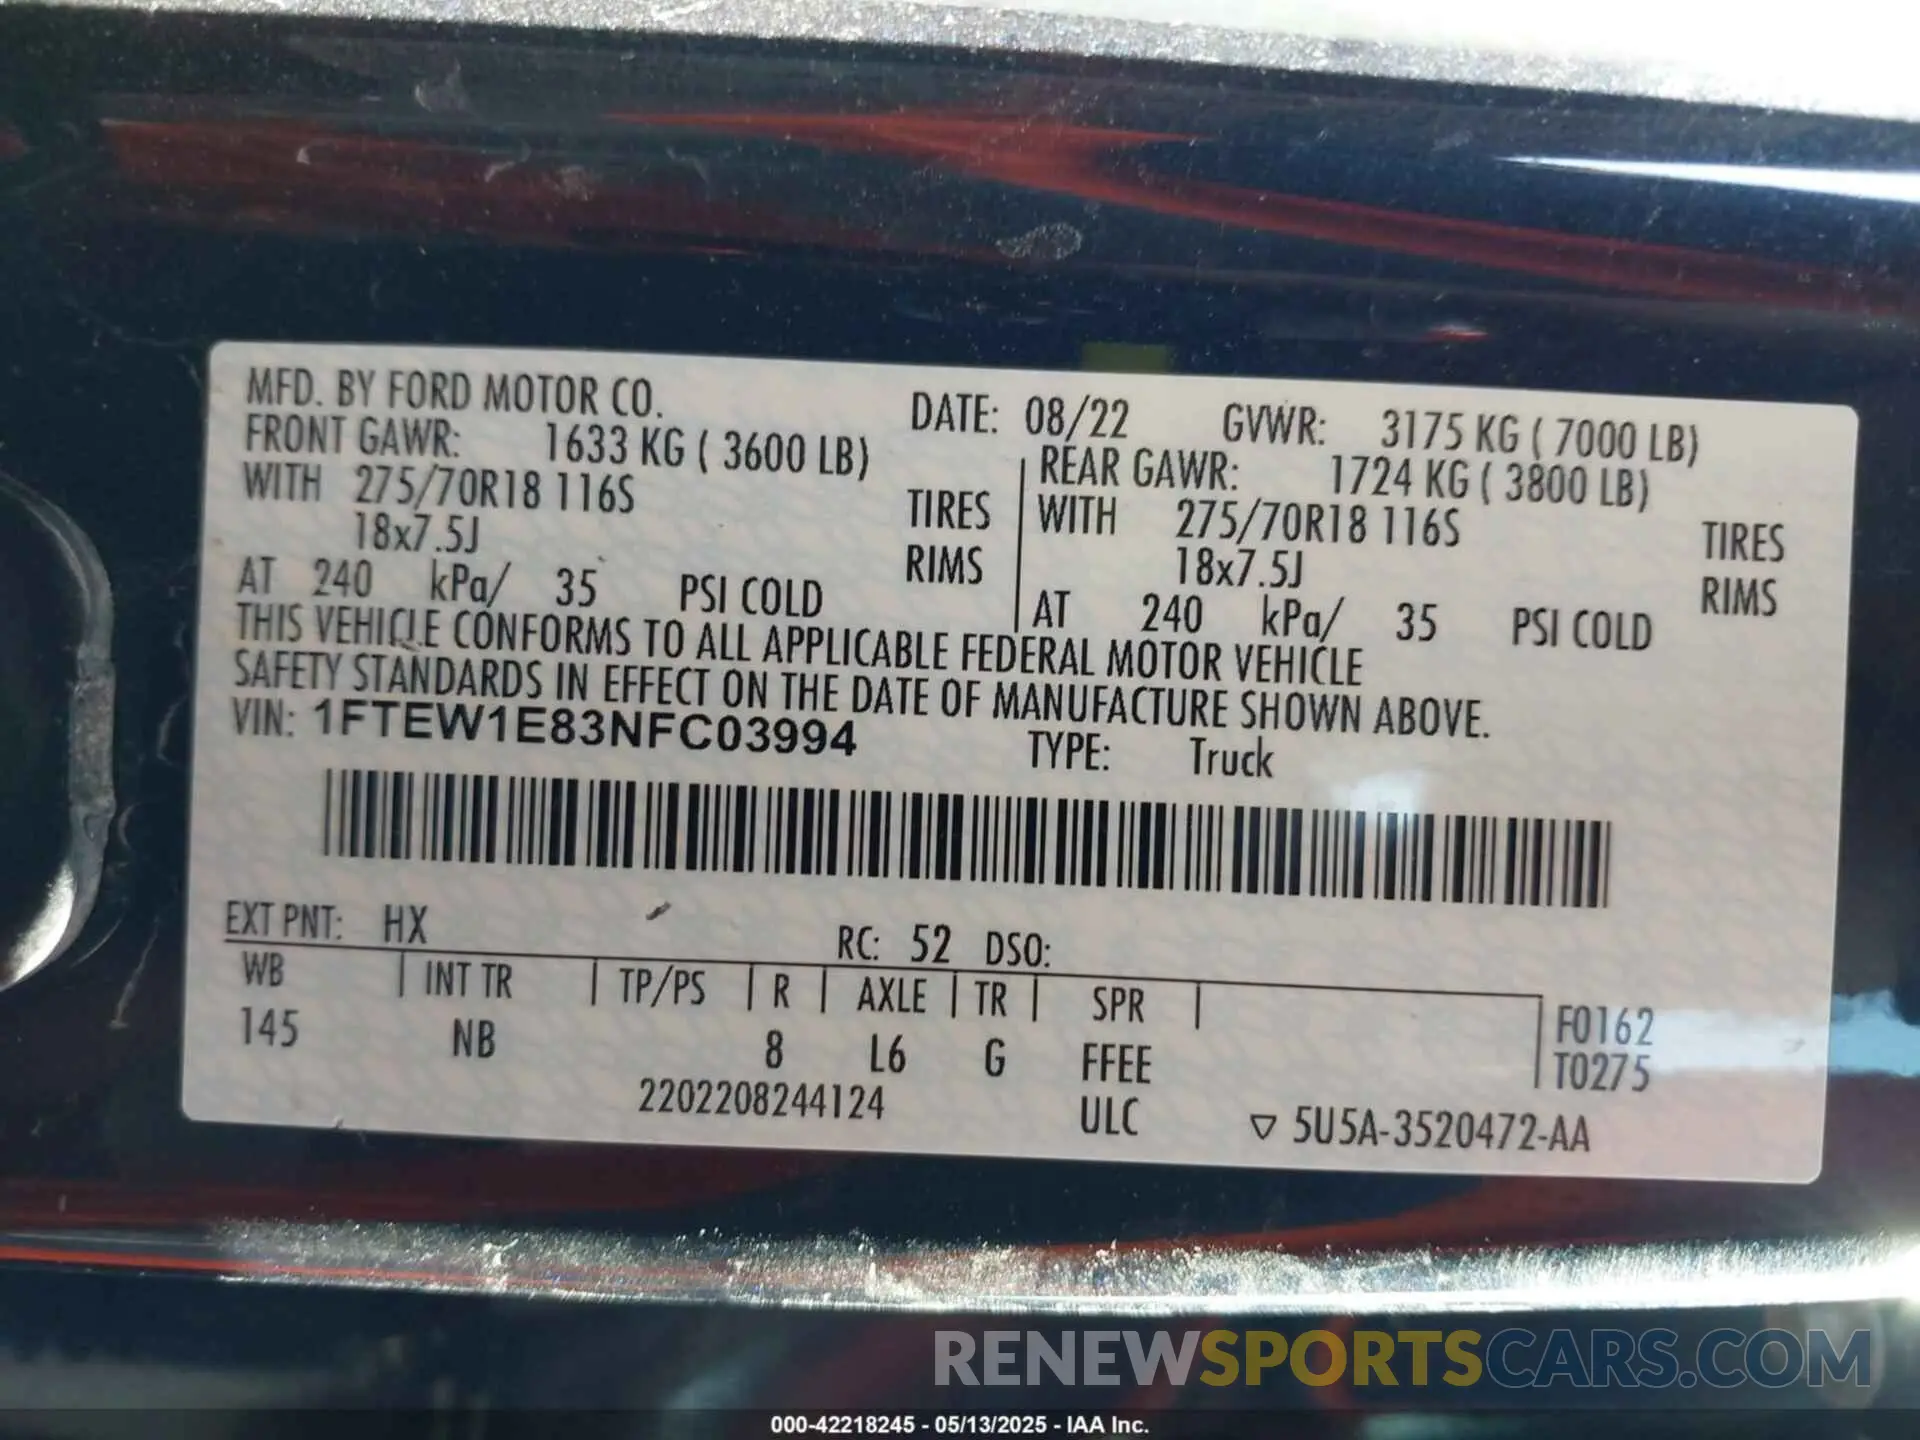 MFD. BY FORD MOTOR CO. DATE: 08/22 GVWR: 3175 KG ( 7000 LB)
FRONT GAWR: 1633 KG ( 3600 LB) REAR GAWR: 1724 KG ( 3800 LB)
WITH 275/70R18 116S TIRES WITH 275/70R18 116S TIRES
18x7.5J RIMS 18x7.5J RIMS
AT 240 kPa/ 35 PSI COLD AT 240 kPa/ 35 PSI COLD
THIS VEHICLE CONFORMS TO ALL APPLICABLE FEDERAL MOTOR VEHICLE
SAFETY STANDARDS IN EFFECT ON THE DATE OF MANUFACTURE SHOWN ABOVE.
VIN: 1FTEW1E83NFC03994 TYPE: Truck
EXT PNT: HX RC: 52 DSO:
WB INT TR TP/PS R AXLE TR SPR F0162
145 NB 8 L6 G FFEE T0275
2202208244124 ULC ▽ 5U5A-3520472-AA
RENEWSPORTSCARS.COM
000-42218245 - 05/13/2025 - IAA Inc.